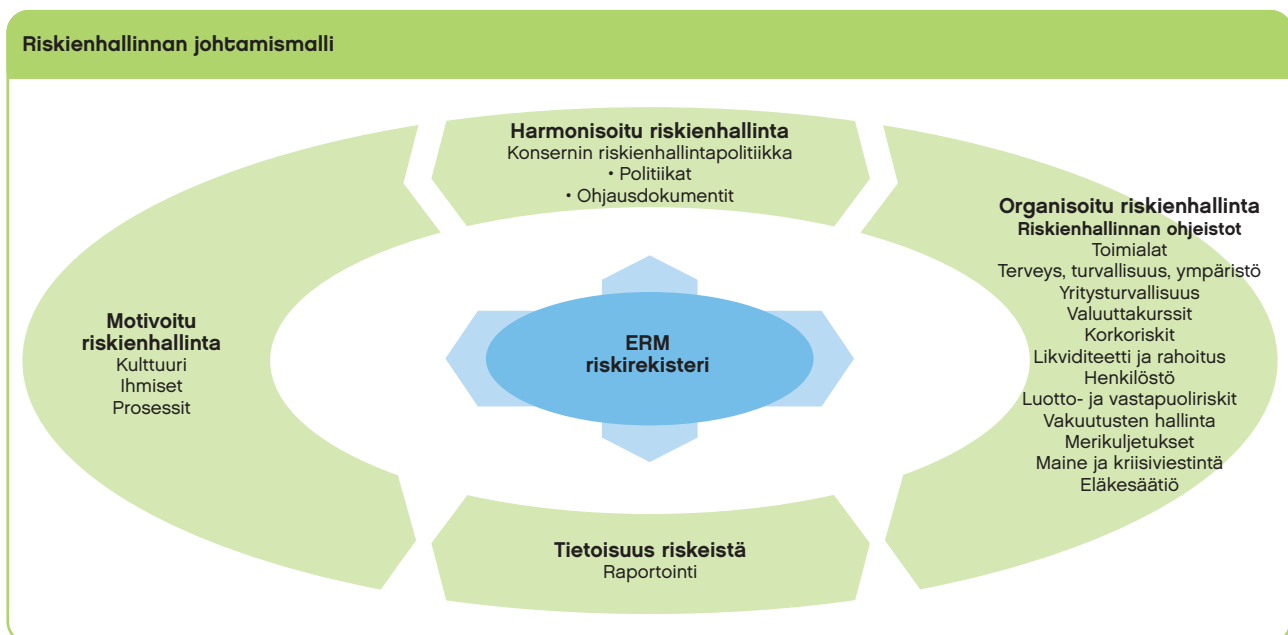 Riskienhallinnan johtamismalli
Harmonisoitu riskienhallinta
Konsernin riskienhallintapolitiikka
• Politiikat
• Ohjausdokumentit
Organisoitu riskienhallinta
Riskienhallinnan ohjeistot
Toimialat
Terveys, turvallisuus, ympäristö
Yritysturvallisuus
Valuuttakurssit
Korkoriskit
Likviditeetti ja rahoitus
Henkilöstö
Luotto- ja vastapuoliriskit
Vakuutusten hallinta
Merikuljetukset
Maine ja kriisiviestintä
Eläkesäätiö
Motivoitu
riskienhallinta
Kulttuuri
Ihmiset
Prosessit
ERM
riskirekisteri
Tietoisuus riskeistä
Raportointi